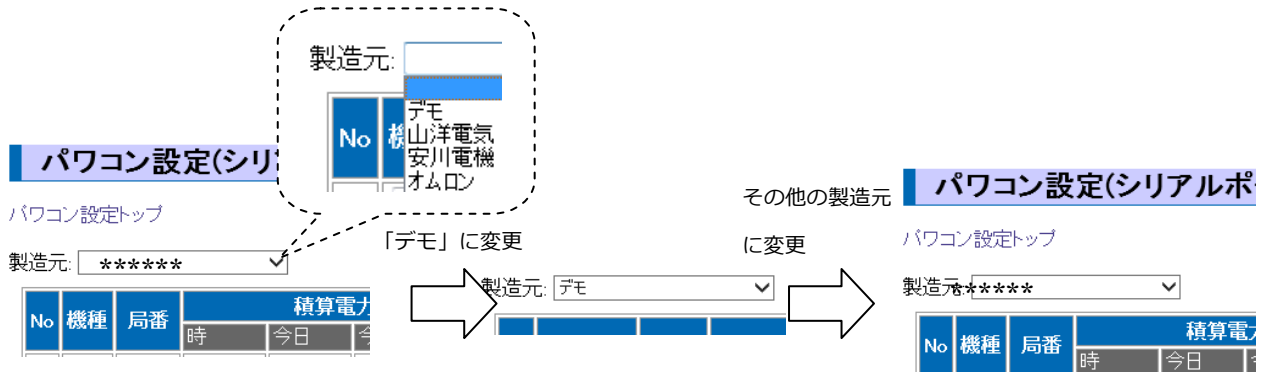 製造元:
No 機
デモ
山洋電気
安川電機
オムロン
パワコン設定(シリ
パワコン設定トップ
製造元: ******
No 機種 局番 積算電力
時 今日 今
「デモ」に変更
製造元: デモ
その他の製造元
に変更
パワコン設定(シリアルポ
パワコン設定トップ
製造元:******
No 機種 局番 積算電
時 今日